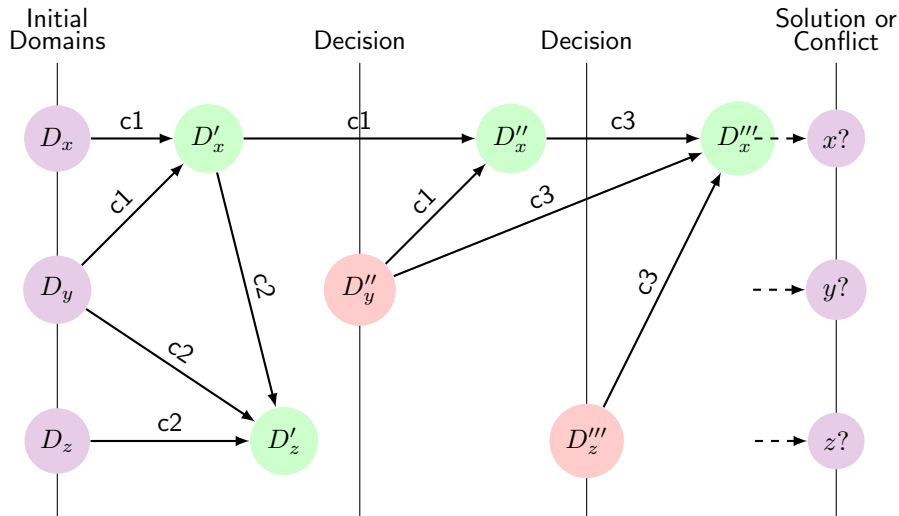 Initial
Domains
Decision
Decision
Solution or
Conflict
D_x
c1
D'_x
c1
D''_x
c3
D'''_x
x?
c1
c1
c3
c2
c3
D_y
D''_y
y?
c2
D_z
c2
D'_z
D'''_z
z?